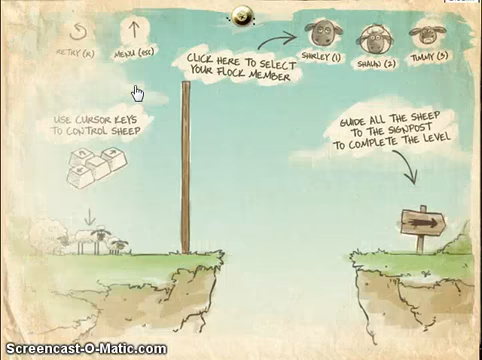 RETRY (R)
MENU (ESC)
CLICK HERE TO SELECT
YOUR FLOCK MEMBER
SHIRLEY (1)
SHAUN (2)
TIMMY (3)
USE CURSOR KEYS
TO CONTROL SHEEP
GUIDE ALL THE SHEEP
TO THE SIGNPOST
TO COMPLETE THE LEVEL
Screencast-O-Matic.com